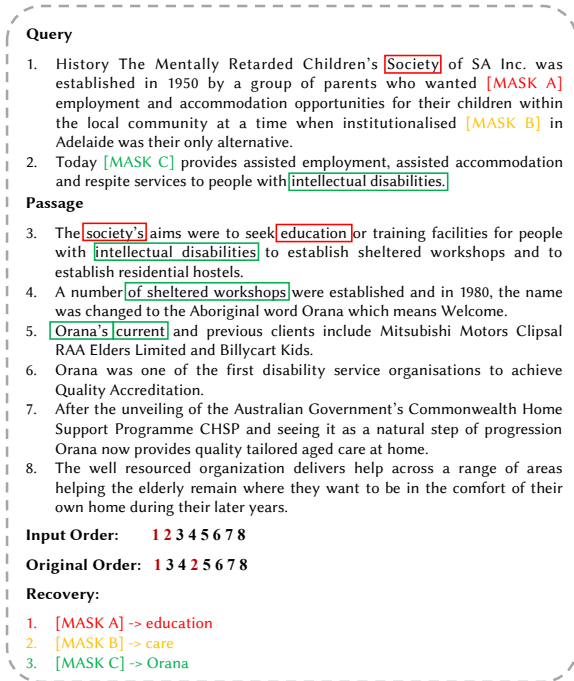 Query
1. History The Mentally Retarded Children's Society of SA Inc. was
established in 1950 by a group of parents who wanted [MASK A]
employment and accommodation opportunities for their children within
the local community at a time when institutionalised [MASK B] in
Adelaide was their only alternative.
2. Today [MASK C] provides assisted employment, assisted accommodation
and respite services to people with intellectual disabilities.
Passage
3. The society's aims were to seek education or training facilities for people
with intellectual disabilities to establish sheltered workshops and to
establish residential hostels.
4. A number of sheltered workshops were established and in 1980, the name
was changed to the Aboriginal word Orana which means Welcome.
5. Orana's current and previous clients include Mitsubishi Motors Clipsal
RAA Elders Limited and Billycart Kids.
6. Orana was one of the first disability service organisations to achieve
Quality Accreditation.
7. After the unveiling of the Australian Government's Commonwealth Home
Support Programme CHSP and seeing it as a natural step of progression
Orana now provides quality tailored aged care at home.
8. The well resourced organization delivers help across a range of areas
helping the elderly remain where they want to be in the comfort of their
own home during their later years.
Input Order: 1 2 3 4 5 6 7 8
Original Order: 1 3 4 2 5 6 7 8
Recovery:
1. [MASK A] -> education
2. [MASK B] -> care
3. [MASK C] -> Orana